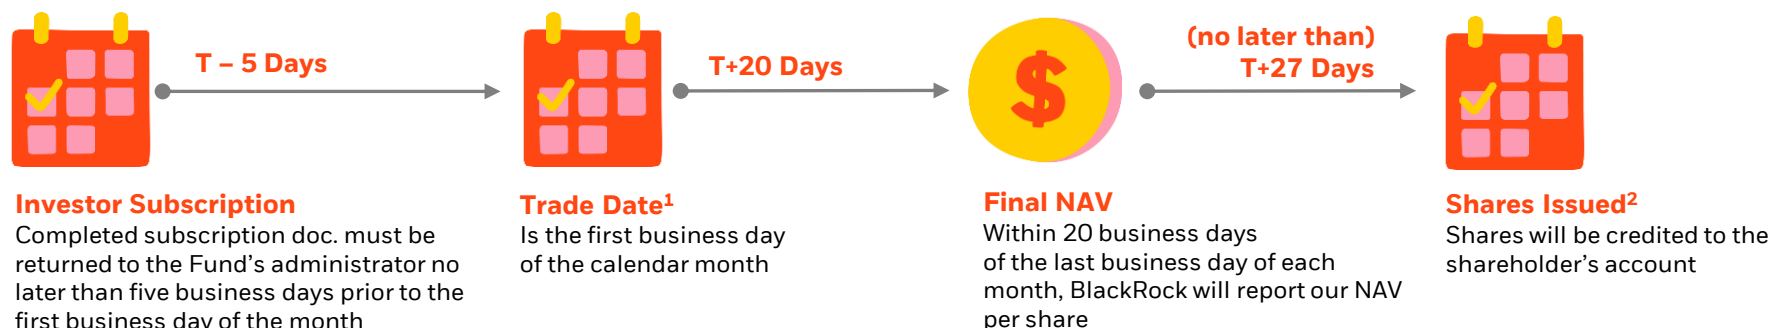 T – 5 Days
T+20 Days
(no later than)
T+27 Days
$
Investor Subscription
Completed subscription doc. must be
returned to the Fund's administrator no
later than five business days prior to the
first business day of the month
Trade Date¹
Is the first business day
of the calendar month
Final NAV
Within 20 business days
of the last business day of each
month, BlackRock will report our NAV
per share
Shares Issued²
Shares will be credited to the
shareholder's account